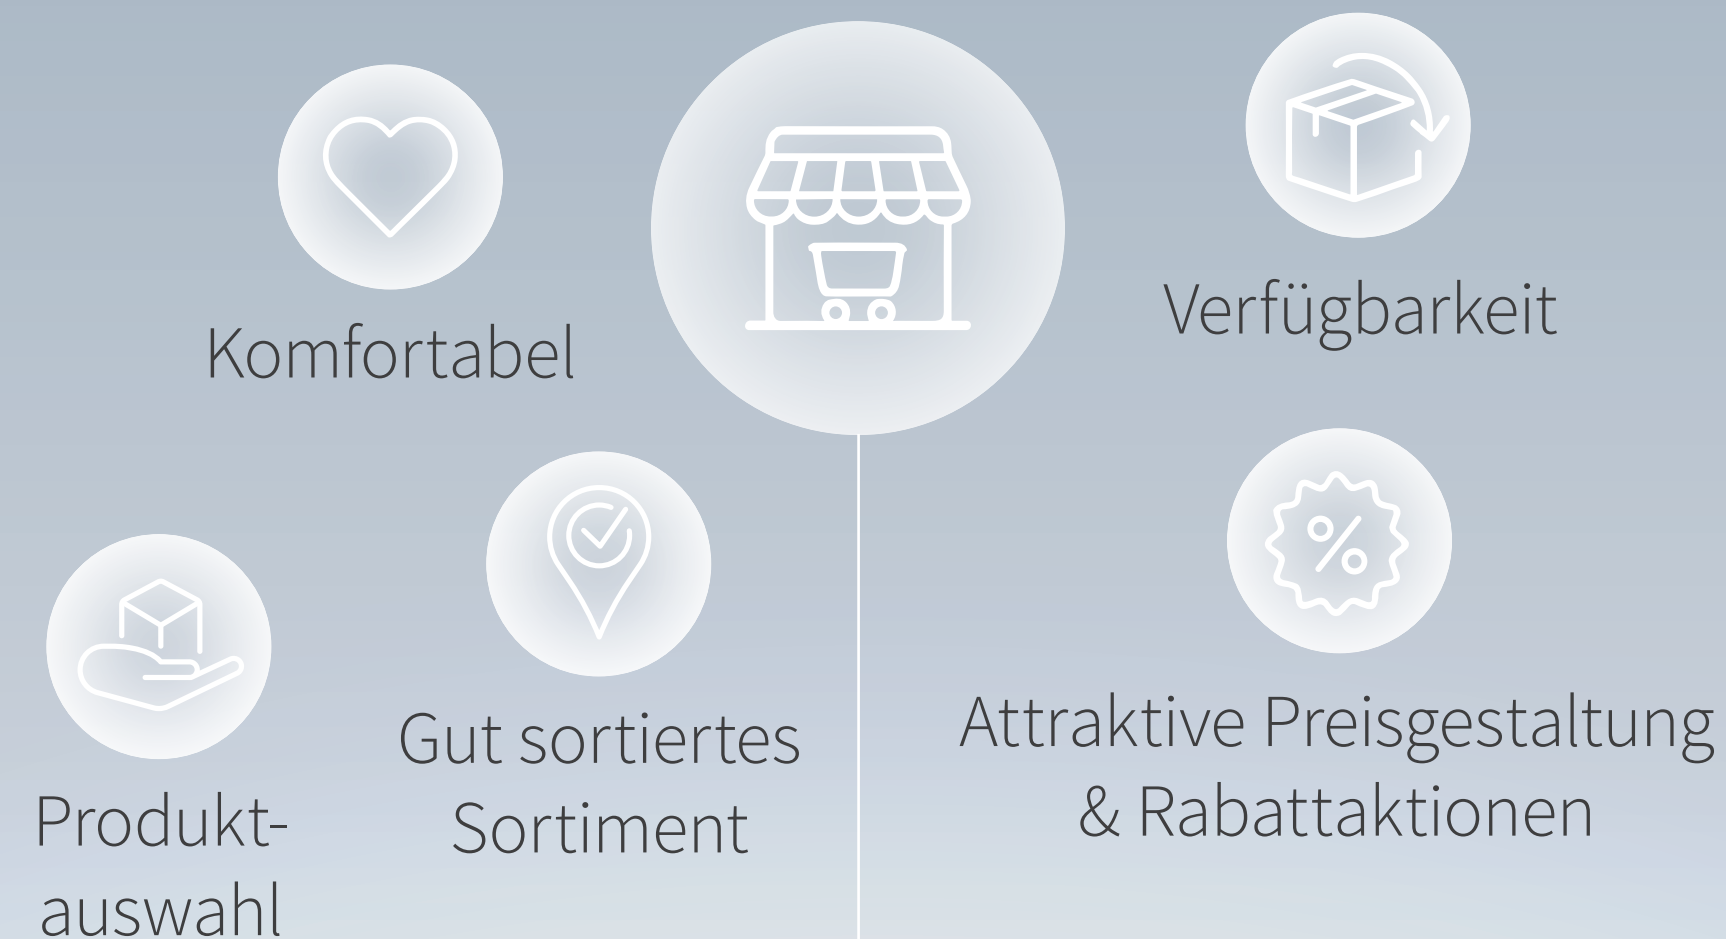 Komfortabel
Verfügbarkeit
Gut sortiertes
Sortiment
Produkt-
auswahl
Attraktive Preisgestaltung
& Rabattaktionen